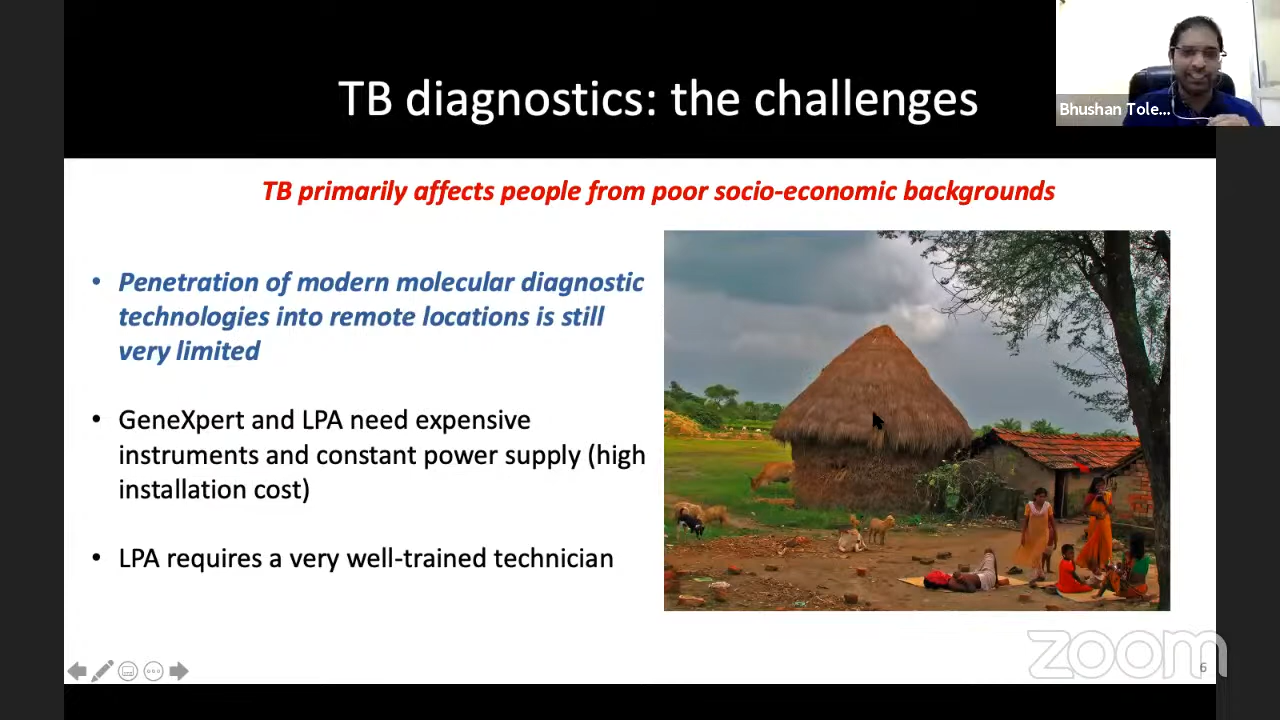 TB diagnostics: the challenges
Bhushan Tole...
TB primarily affects people from poor socio-economic backgrounds
• Penetration of modern molecular diagnostic
technologies into remote locations is still
very limited
• GeneXpert and LPA need expensive
instruments and constant power supply (high
installation cost)
• LPA requires a very well-trained technician
zoom
6